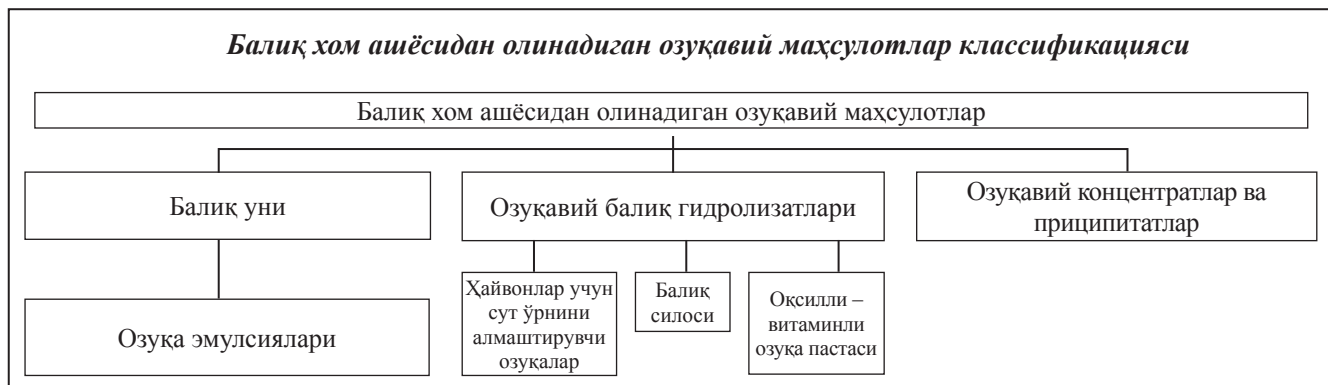 Балиқ хом ашёсидан олинадиган озуқавий маҳсулотлар классификацияси
Балиқ хом ашёсидан олинадиган озуқавий маҳсулотлар
Балиқ уни
Озуқавий балиқ гидролизатлари
Озуқавий концентратлар ва
приципитатлар
Озуқа эмулсиялари
Ҳайвонлар учун
сут ўрнини
алмаштирувчи
озуқалар
Балиқ
силоси
Оқсилли –
витаминли
озуқа пастаси